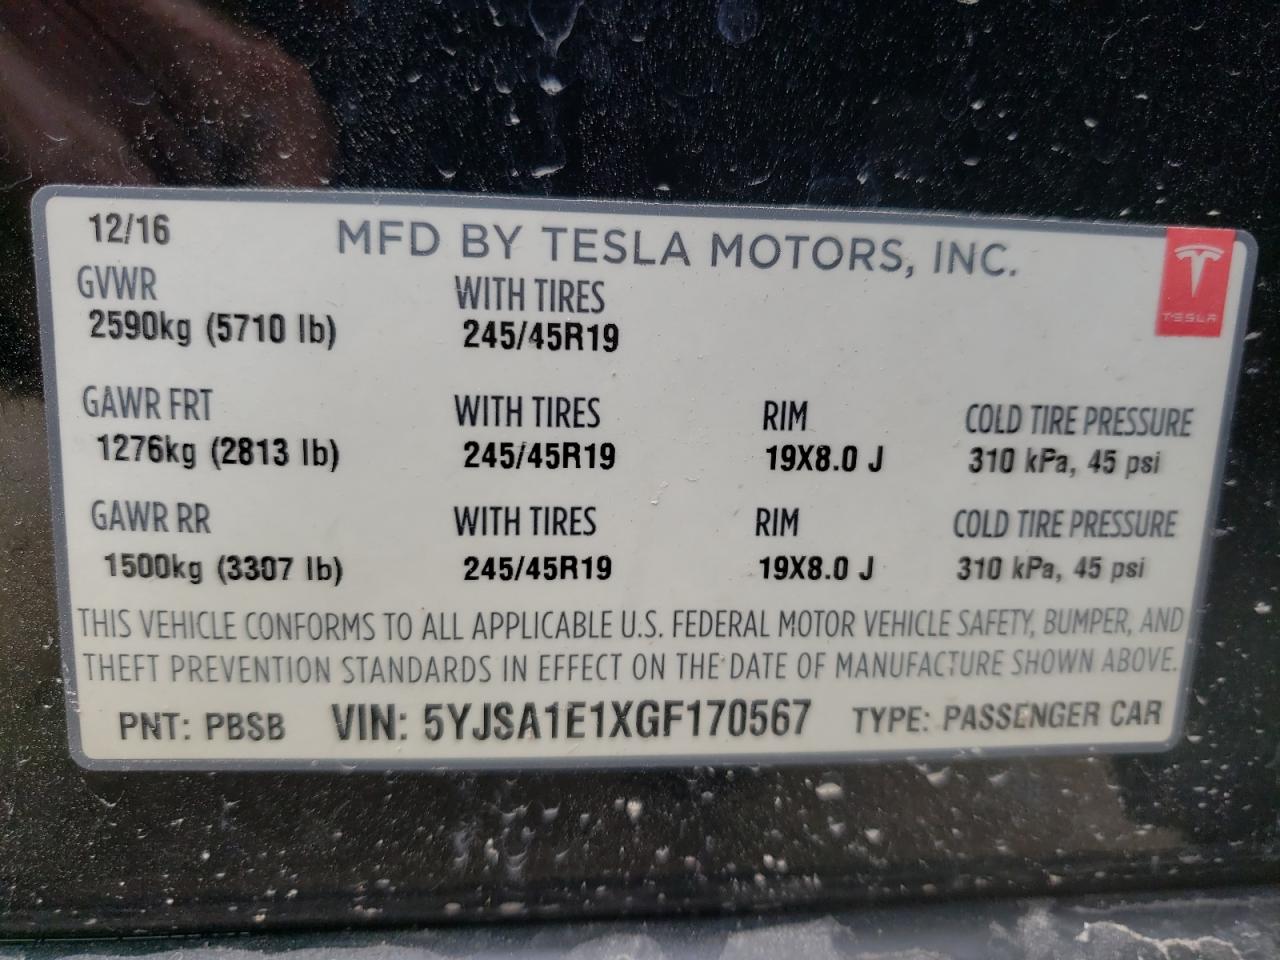 12/16 MFD BY TESLA MOTORS, INC.
TESLA
GVWR WITH TIRES
2590kg (5710 lb) 245/45R19
GAWR FRT WITH TIRES RIM COLD TIRE PRESSURE
1276kg (2813 lb) 245/45R19 19X8.0 J 310 kPa, 45 psi
GAWR RR WITH TIRES RIM COLD TIRE PRESSURE
1500kg (3307 lb) 245/45R19 19X8.0 J 310 kPa, 45 psi
THIS VEHICLE CONFORMS TO ALL APPLICABLE U.S. FEDERAL MOTOR VEHICLE SAFETY, BUMPER, AND
THEFT PREVENTION STANDARDS IN EFFECT ON THE DATE OF MANUFACTURE SHOWN ABOVE.
PNT: PBSB VIN: 5YJSA1E1XGF170567 TYPE: PASSENGER CAR